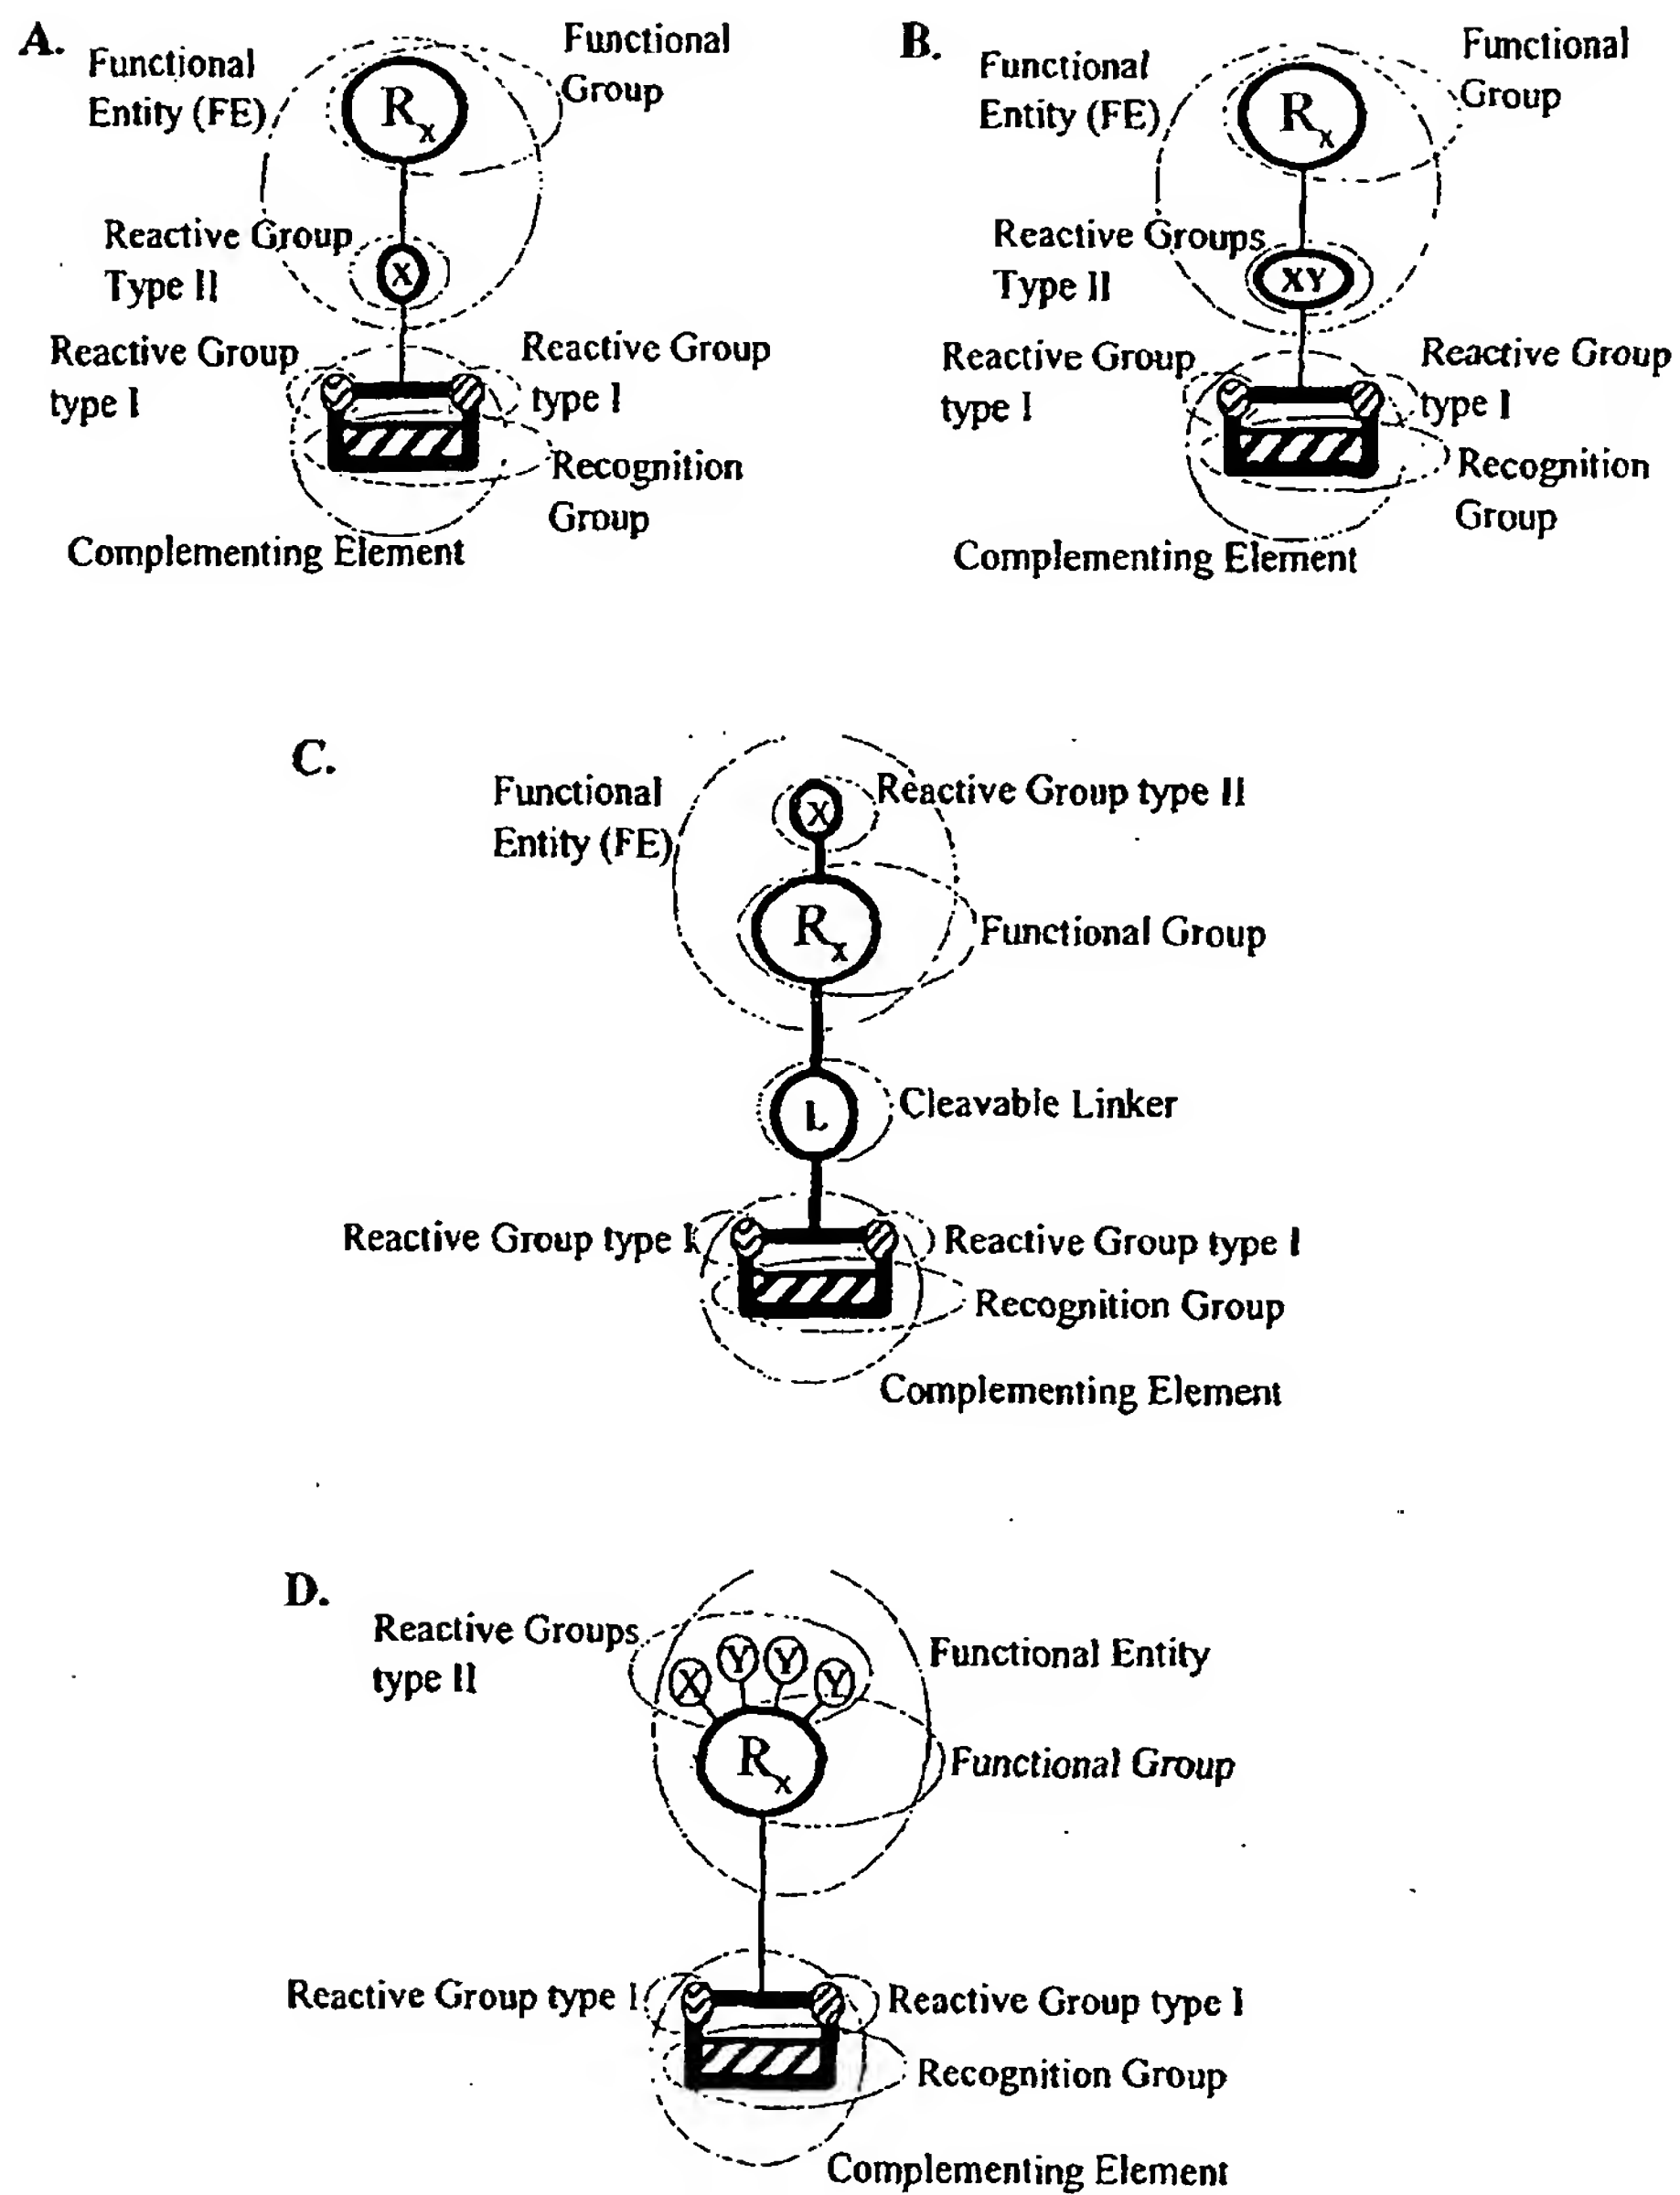 A.
Functional
Entity (FE)
Functional
Group
R x
Reactive Group
Type II
X
Reactive Group
type I
Reactive Group
type I
Recognition
Group
Complementing Element
B.
Functional
Entity (FE)
Functional
Group
R x
Reactive Groups
Type II
XY
Reactive Group
type I
Reactive Group
type I
Recognition
Group
Complementing Element
C.
Functional
Entity (FE)
X
Reactive Group type II
R x
Functional Group
L
Cleavable Linker
Reactive Group type I
Reactive Group type I
Recognition Group
Complementing Element
D.
Reactive Groups
type II
X Y Y Y
Functional Entity
R x
Functional Group
Reactive Group type I
Reactive Group type I
Recognition Group
Complementing Element